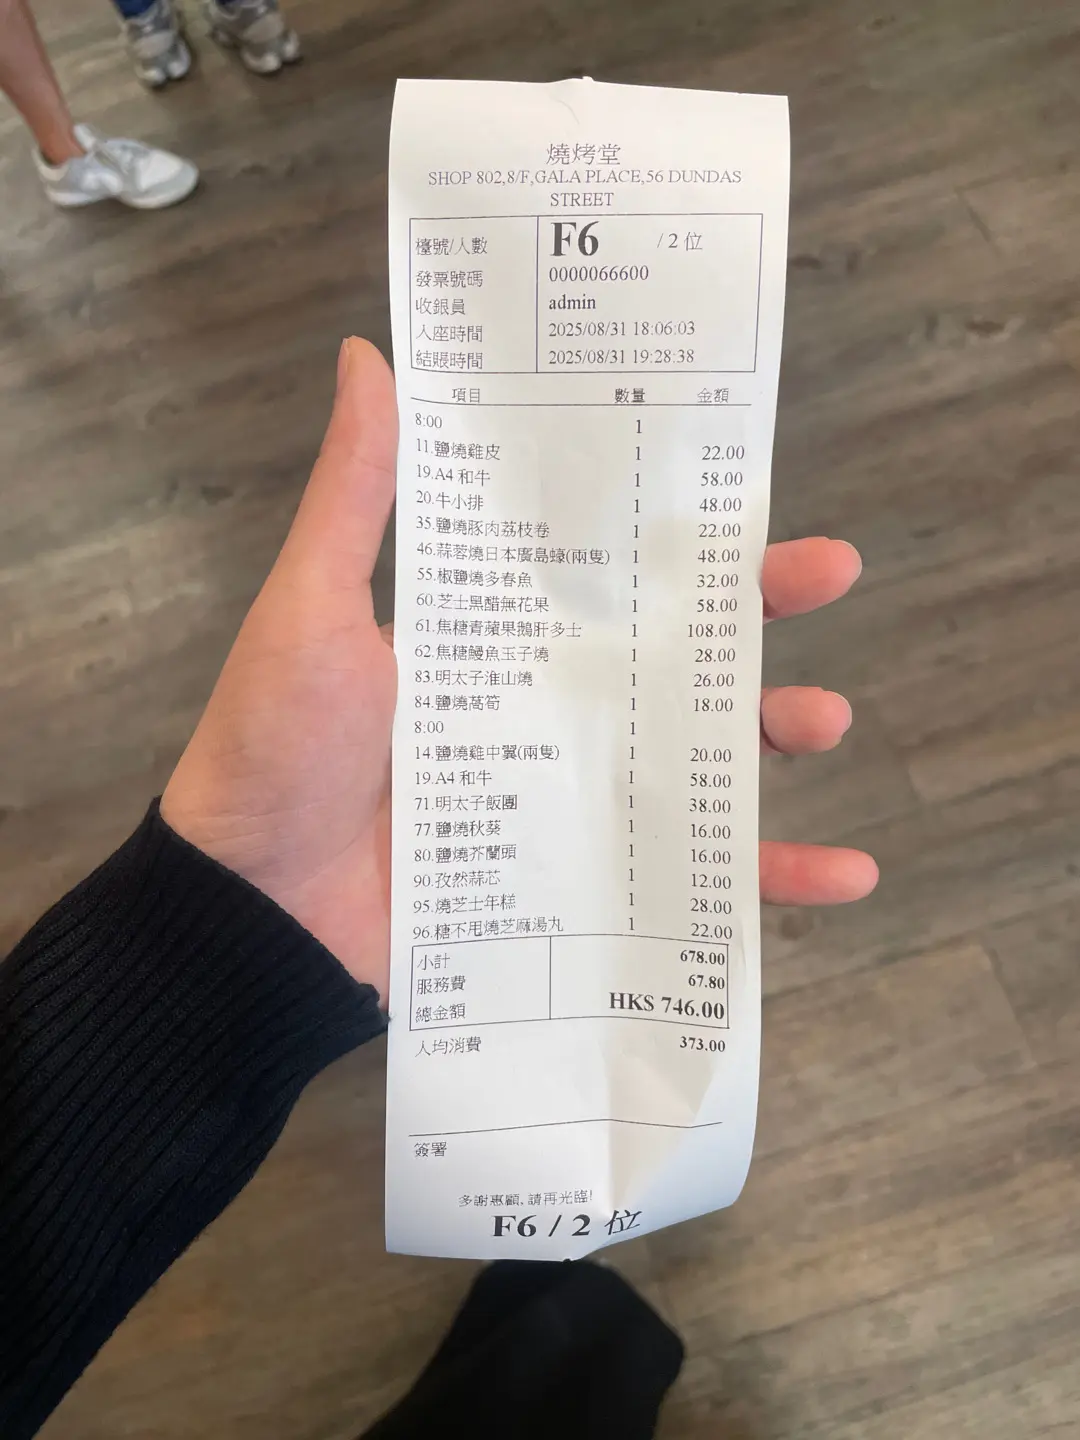 燒烤堂
SHOP 802,8/F,GALA PLACE,56 DUNDAS
STREET
檯號/人數 F6 / 2 位
發票號碼 0000066600
收銀員 admin
入座時間 2025/08/31 18:06:03
結賬時間 2025/08/31 19:28:38
項目 數量 金額
8:00 1
11.鹽燒雞皮 1 22.00
19.A4 和牛 1 58.00
20.牛小排 1 48.00
35.鹽燒豚肉荔枝卷 1 22.00
46.蒜蓉燒日本廣島蠔(兩隻) 1 48.00
55.椒鹽燒多春魚 1 32.00
60.芝士黑醋無花果 1 58.00
61.焦糖青蘋果鵝肝多士 1 108.00
62.焦糖鰻魚玉子燒 1 28.00
83.明太子淮山燒 1 26.00
84.鹽燒萵筍 1 18.00
8:00 1
14.鹽燒雞中翼(兩隻) 1 20.00
19.A4 和牛 1 58.00
71.明太子飯團 1 38.00
77.鹽燒秋葵 1 16.00
80.鹽燒芥蘭頭 1 16.00
90.孜然蒜芯 1 12.00
95.燒芝士年糕 1 28.00
96.糖不甩燒芝麻湯丸 1 22.00
小計 678.00
服務費 67.80
總金額 HK$ 746.00
人均消費 373.00
簽署
多謝惠顧,請再光臨!
F6 / 2 位